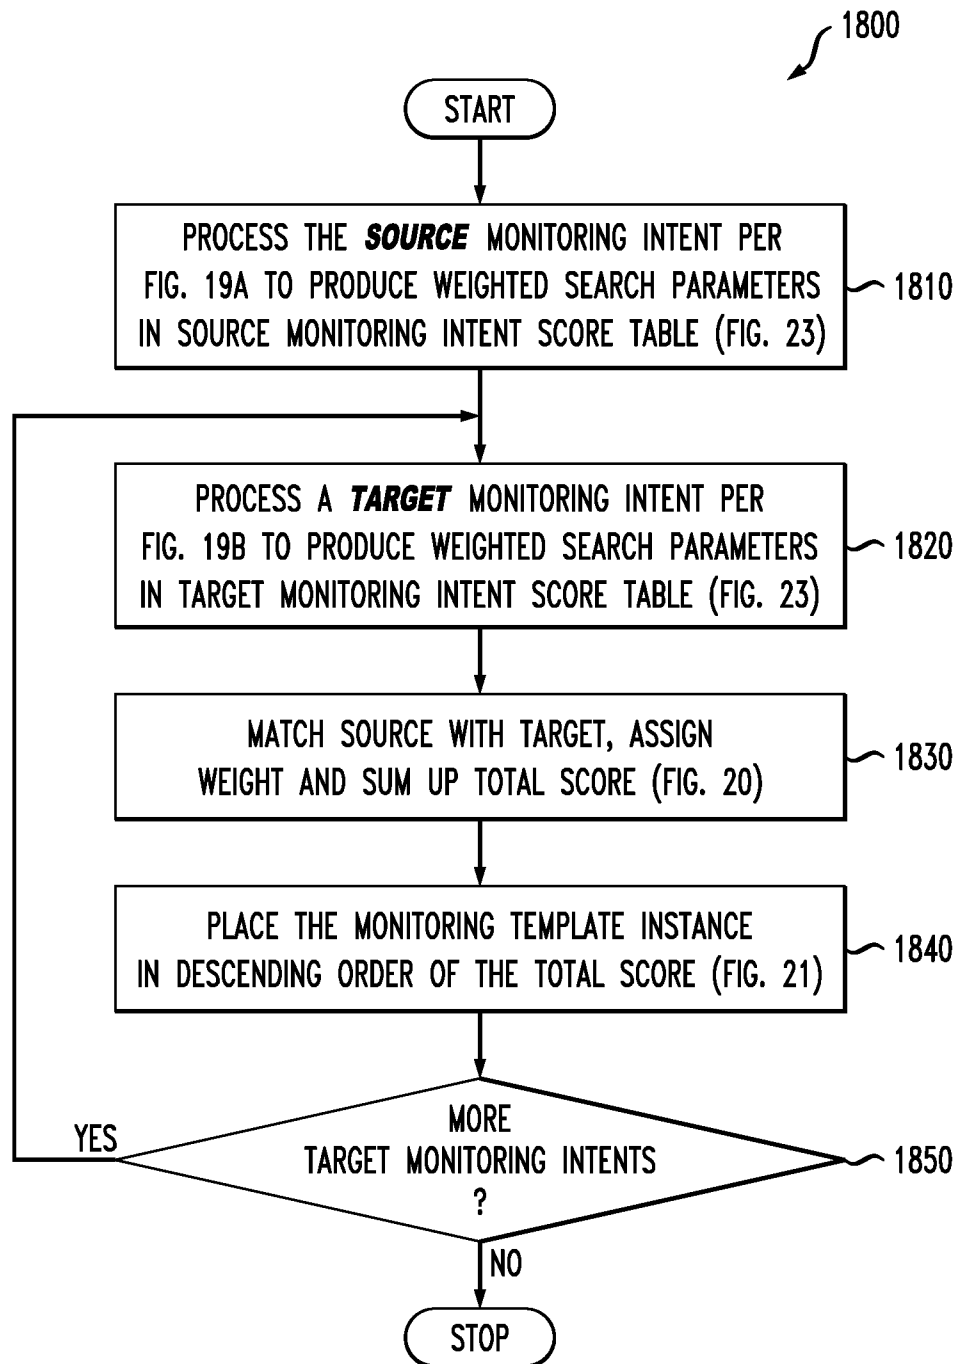 1800
START
PROCESS THE SOURCE MONITORING INTENT PER
FIG. 19A TO PRODUCE WEIGHTED SEARCH PARAMETERS
IN SOURCE MONITORING INTENT SCORE TABLE (FIG. 23)
1810
PROCESS A TARGET MONITORING INTENT PER
FIG. 19B TO PRODUCE WEIGHTED SEARCH PARAMETERS
IN TARGET MONITORING INTENT SCORE TABLE (FIG. 23)
1820
MATCH SOURCE WITH TARGET, ASSIGN
WEIGHT AND SUM UP TOTAL SCORE (FIG. 20)
1830
PLACE THE MONITORING TEMPLATE INSTANCE
IN DESCENDING ORDER OF THE TOTAL SCORE (FIG. 21)
1840
MORE
TARGET MONITORING INTENTS
?
1850
YES
NO
STOP